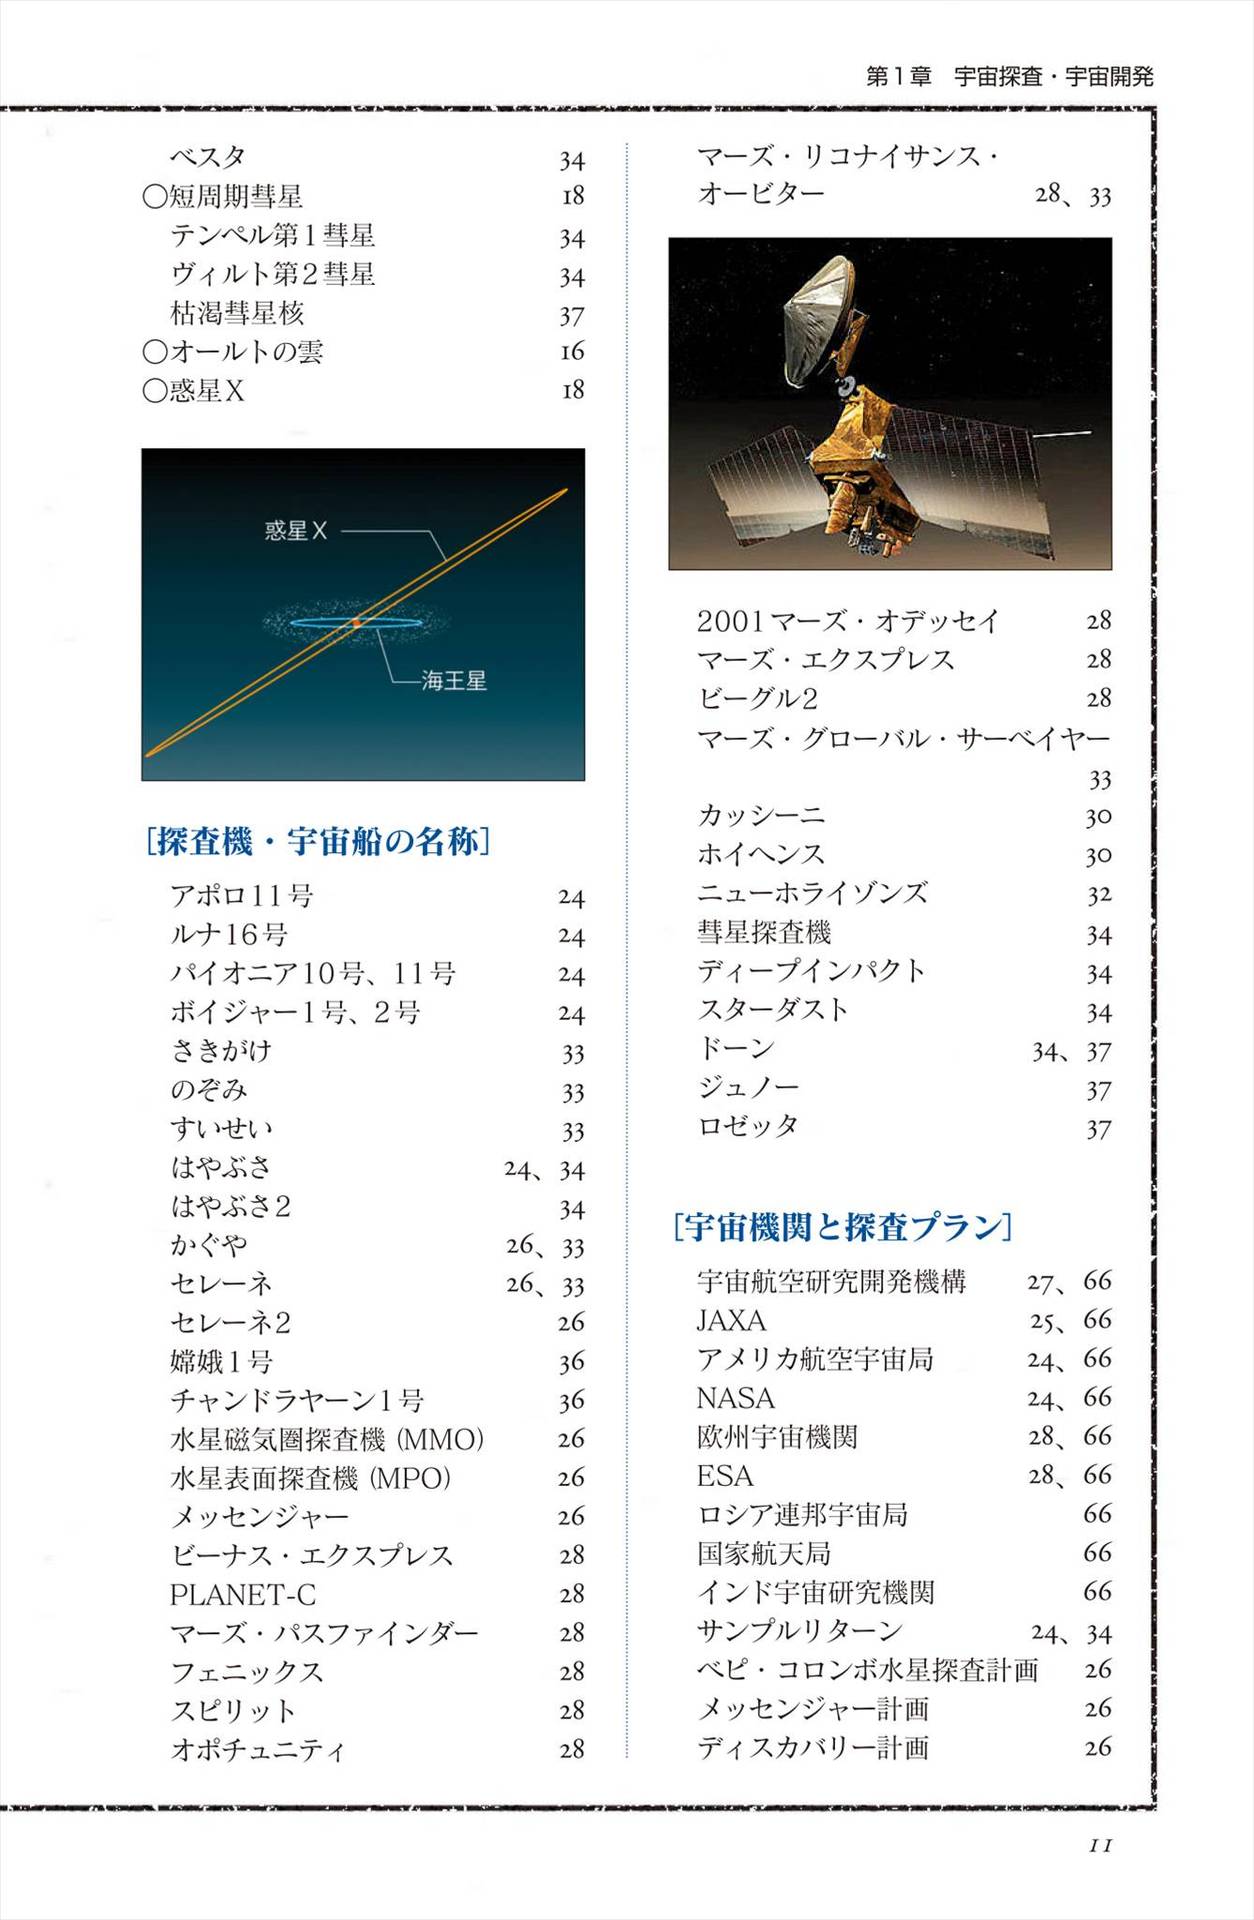 第1章　宇宙探査・宇宙開発
ベスタ 34
○短周期彗星 18
テンペル第1彗星 34
ヴィルト第2彗星 34
枯渇彗星核 37
○オールトの雲 16
○惑星X 18
惑星X
海王星
［探査機・宇宙船の名称］
アポロ11号 24
ルナ16号 24
パイオニア10号、11号 24
ボイジャー1号、2号 24
さきがけ 33
のぞみ 33
すいせい 33
はやぶさ 24、34
はやぶさ2 34
かぐや 26、33
セレーネ 26、33
セレーネ2 26
嫦娥1号 36
チャンドラヤーン1号 36
水星磁気圏探査機（MMO） 26
水星表面探査機（MPO） 26
メッセンジャー 26
ビーナス・エクスプレス 28
PLANET-C 28
マーズ・パスファインダー 28
フェニックス 28
スピリット 28
オポチュニティ 28
マーズ・リコナイサンス・
オービター 28、33
2001マーズ・オデッセイ 28
マーズ・エクスプレス 28
ビーグル2 28
マーズ・グローバル・サーベイヤー
33
カッシーニ 30
ホイヘンス 30
ニューホライゾンズ 32
彗星探査機 34
ディープインパクト 34
スターダスト 34
ドーン 34、37
ジュノー 37
ロゼッタ 37
［宇宙機関と探査プラン］
宇宙航空研究開発機構 27、66
JAXA 25、66
アメリカ航空宇宙局 24、66
NASA 24、66
欧州宇宙機関 28、66
ESA 28、66
ロシア連邦宇宙局 66
国家航天局 66
インド宇宙研究機関 66
サンプルリターン 24、34
ベピ・コロンボ水星探査計画 26
メッセンジャー計画 26
ディスカバリー計画 26
11